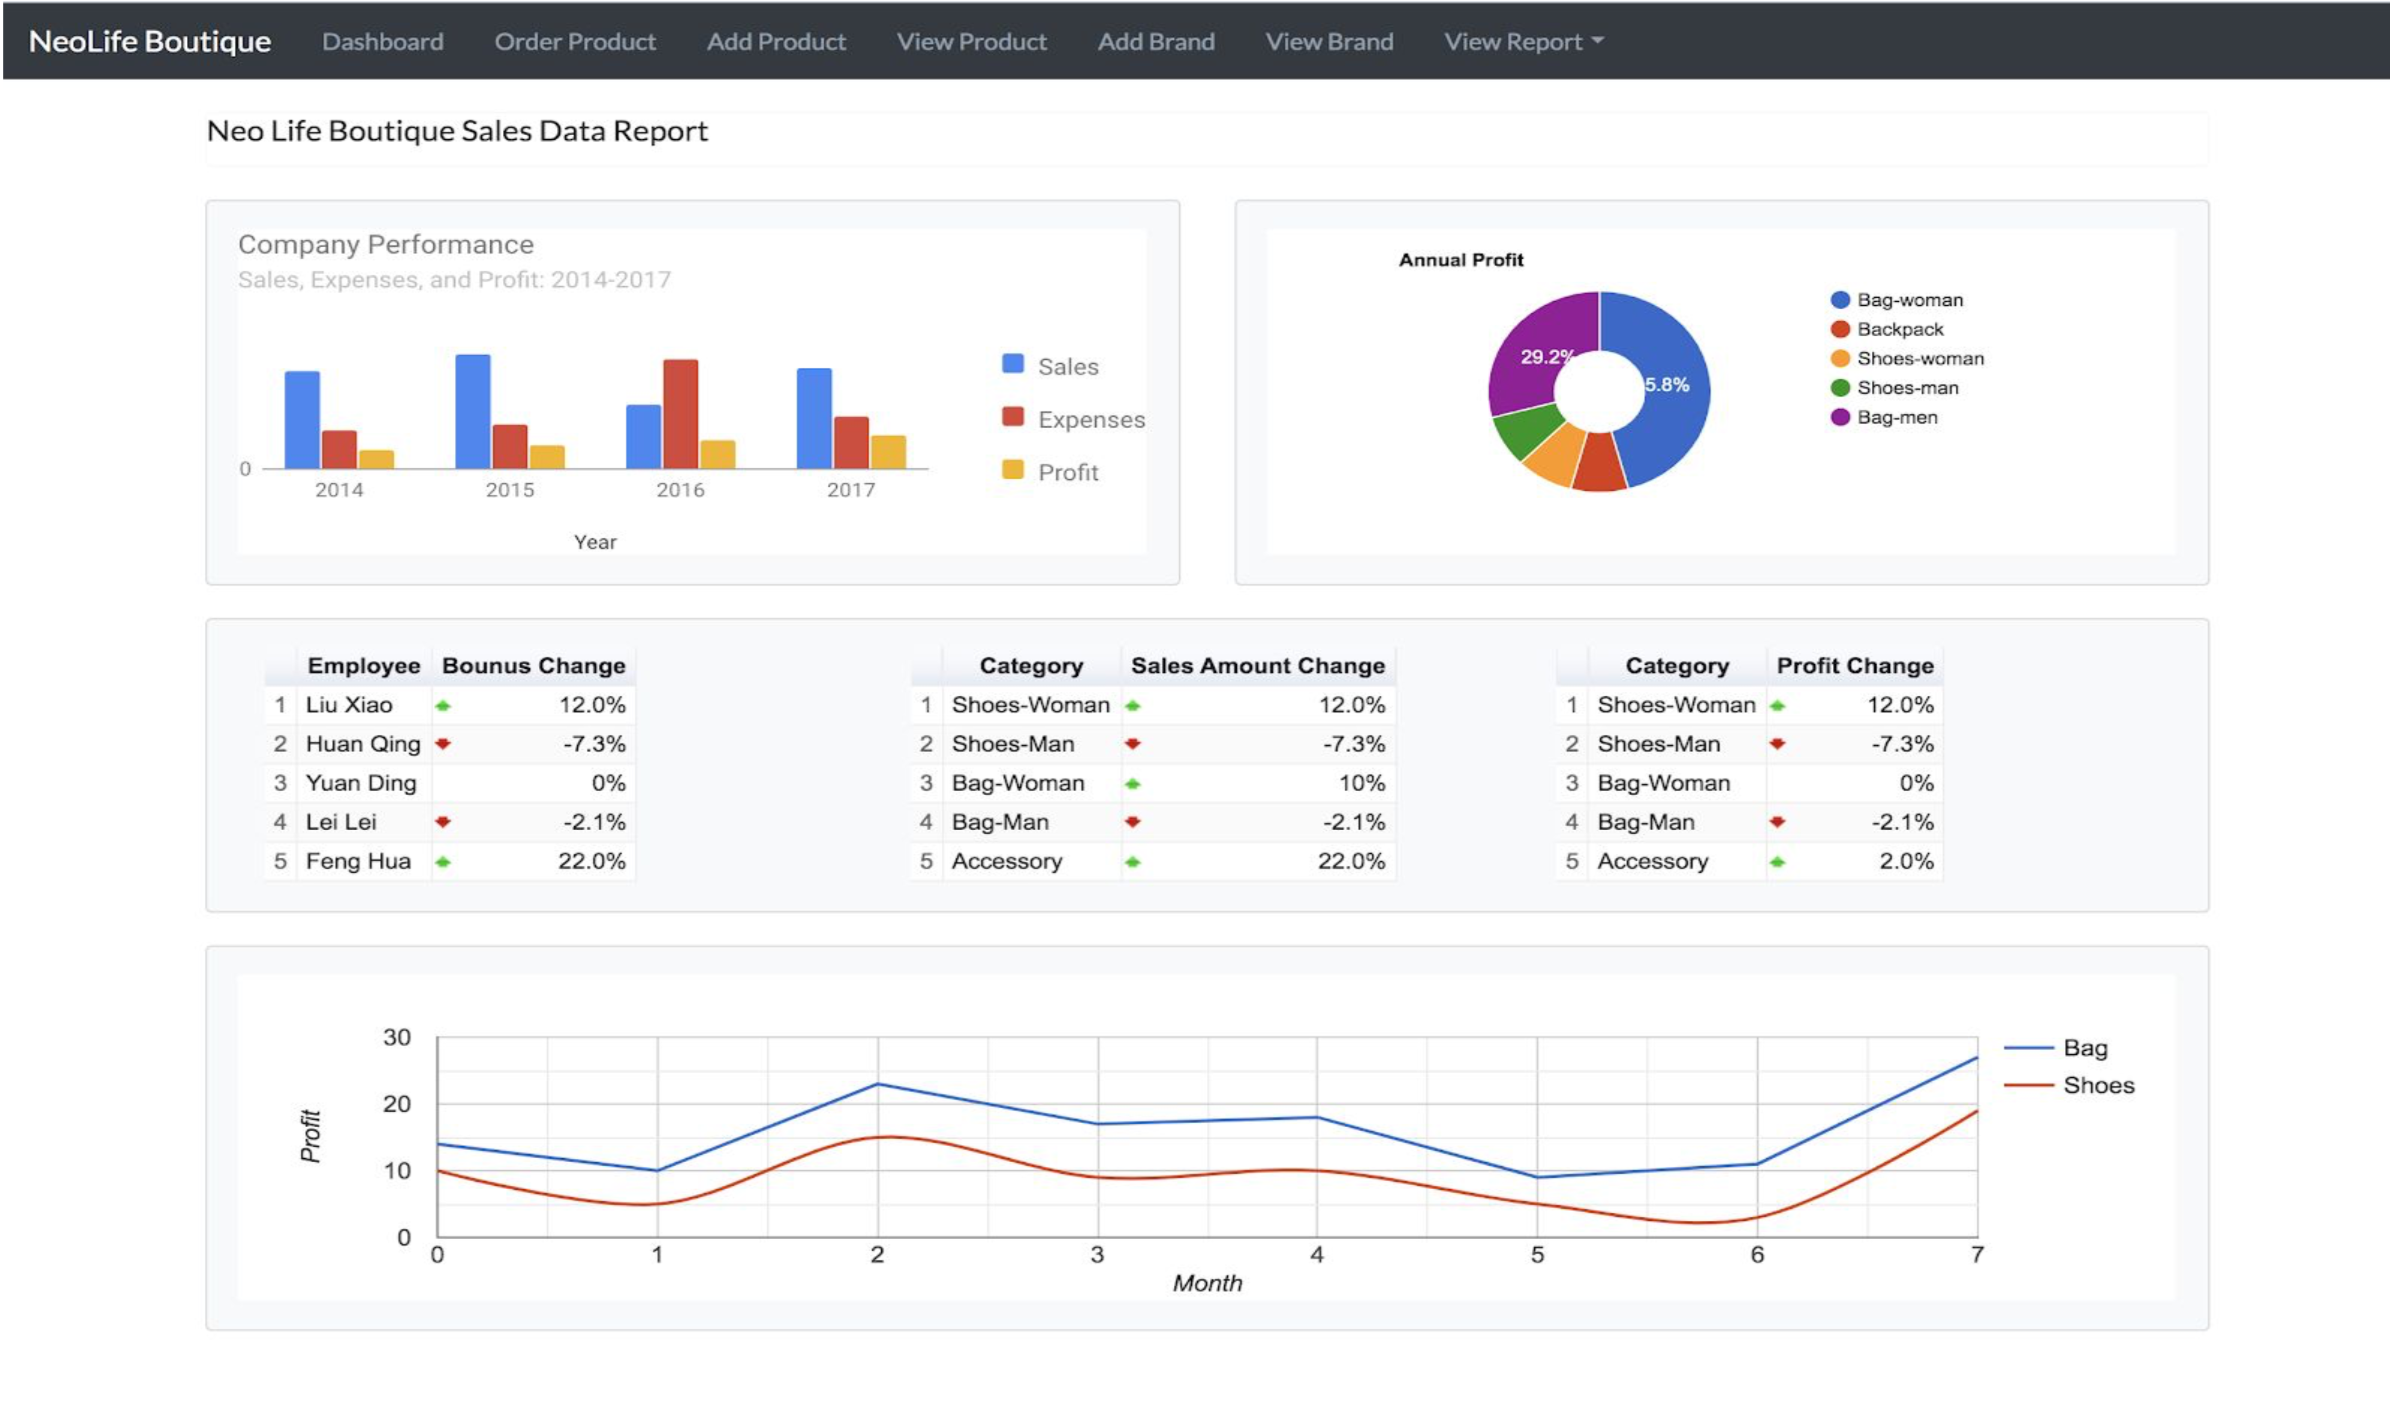 NeoLife Boutique Dashboard Order Product Add Product View Product Add Brand View Brand View Report
Neo Life Boutique Sales Data Report
Company Performance
Sales, Expenses, and Profit: 2014-2017
Sales
Expenses
Profit
0
2014 2015 2016 2017
Year
Annual Profit
29.2%
5.8%
Bag-woman
Backpack
Shoes-woman
Shoes-man
Bag-men
Employee Bounus Change
1 Liu Xiao 12.0%
2 Huan Qing -7.3%
3 Yuan Ding 0%
4 Lei Lei -2.1%
5 Feng Hua 22.0%
Category Sales Amount Change
1 Shoes-Woman 12.0%
2 Shoes-Man -7.3%
3 Bag-Woman 10%
4 Bag-Man -2.1%
5 Accessory 22.0%
Category Profit Change
1 Shoes-Woman 12.0%
2 Shoes-Man -7.3%
3 Bag-Woman 0%
4 Bag-Man -2.1%
5 Accessory 2.0%
Profit
30
20
10
0
0 1 2 3 4 5 6 7
Month
Bag
Shoes